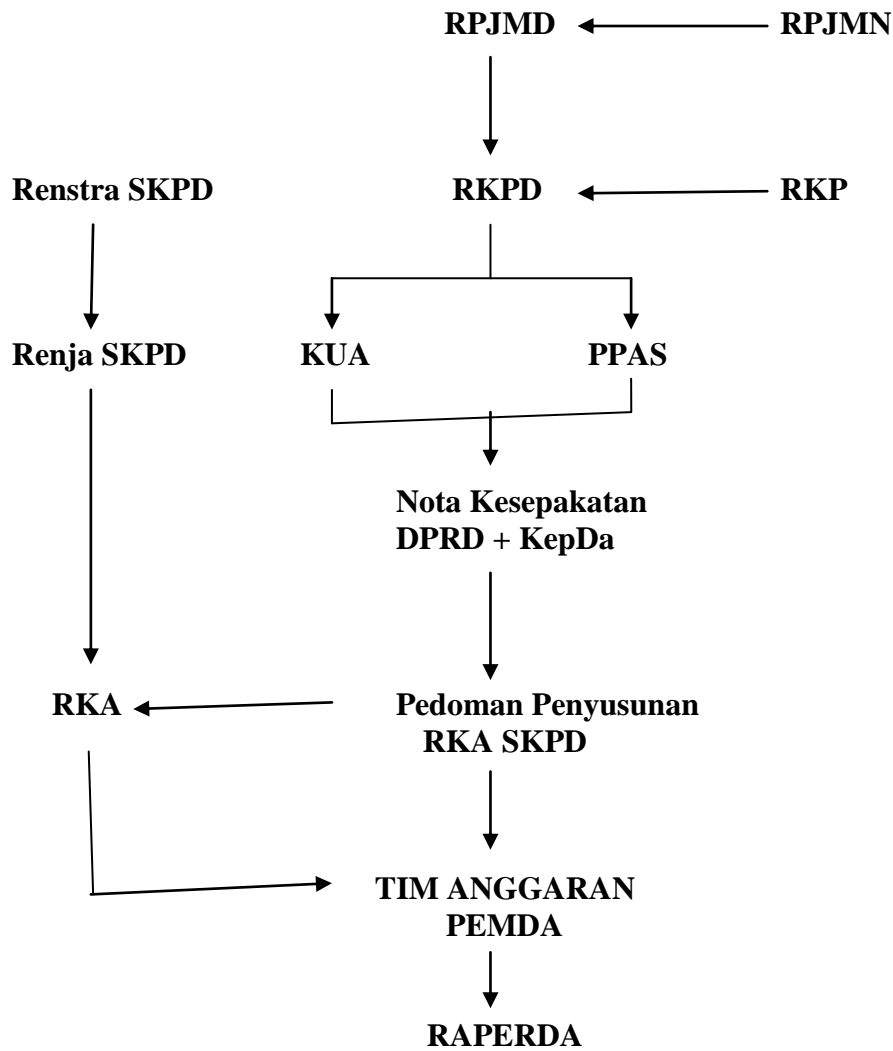 RPJMD RPJMN
Renstra SKPD RKPD RKP
Renja SKPD KUA PPAS
Nota Kesepakatan
DPRD + KepDa
RKA Pedoman Penyusunan
RKA SKPD
TIM ANGGARAN
PEMDA
RAPERDA